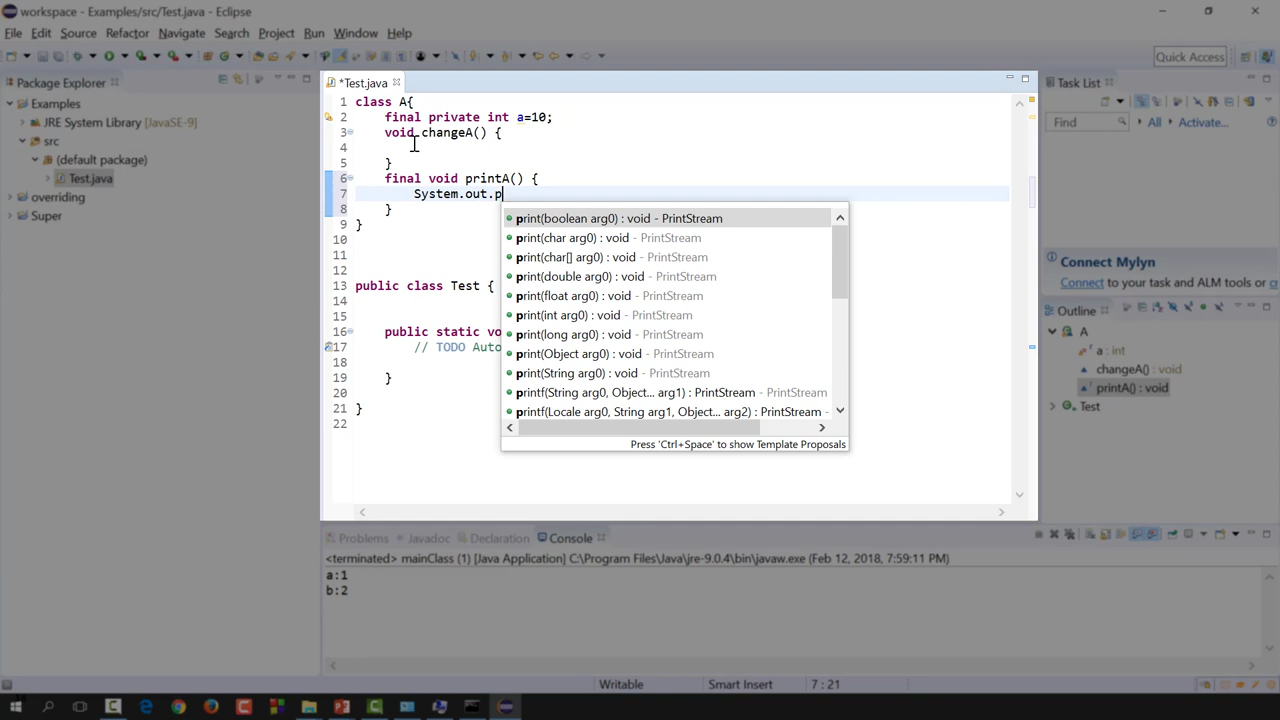 workspace - Examples/src/Test.java - Eclipse
File Edit Source Refactor Navigate Search Project Run Window Help
Quick Access
Package Explorer
Examples
JRE System Library [JavaSE-9]
src
(default package)
Test.java
overriding
Super
*Test.java
1 class A{
2 final private int a=10;
3 void changeA() {
4
5 }
6 final void printA() {
7 System.out.p
8 }
9 }
10
11
12
13 public class Test {
14
15
16 public static vo
17 // TODO Auto
18
19 }
20
21 }
22
print(boolean arg0) : void - PrintStream
print(char arg0) : void - PrintStream
print(char[] arg0) : void - PrintStream
print(double arg0) : void - PrintStream
print(float arg0) : void - PrintStream
print(int arg0) : void - PrintStream
print(long arg0) : void - PrintStream
print(Object arg0) : void - PrintStream
print(String arg0) : void - PrintStream
printf(String arg0, Object... arg1) : PrintStream - PrintStream
printf(Locale arg0, String arg1, Object... arg2) : PrintStream -
Press 'Ctrl+Space' to show Template Proposals
Task List
Find All Activate...
Connect Mylyn
Connect to your task and ALM tools or
Outline
A
a : int
changeA() : void
printA() : void
Test
Problems Javadoc Declaration Console
<terminated> mainClass (1) [Java Application] C:\Program Files\Java\jre-9.0.4\bin\javaw.exe (Feb 12, 2018, 7:59:11 PM)
a:1
b:2
Writable Smart Insert 7 : 21